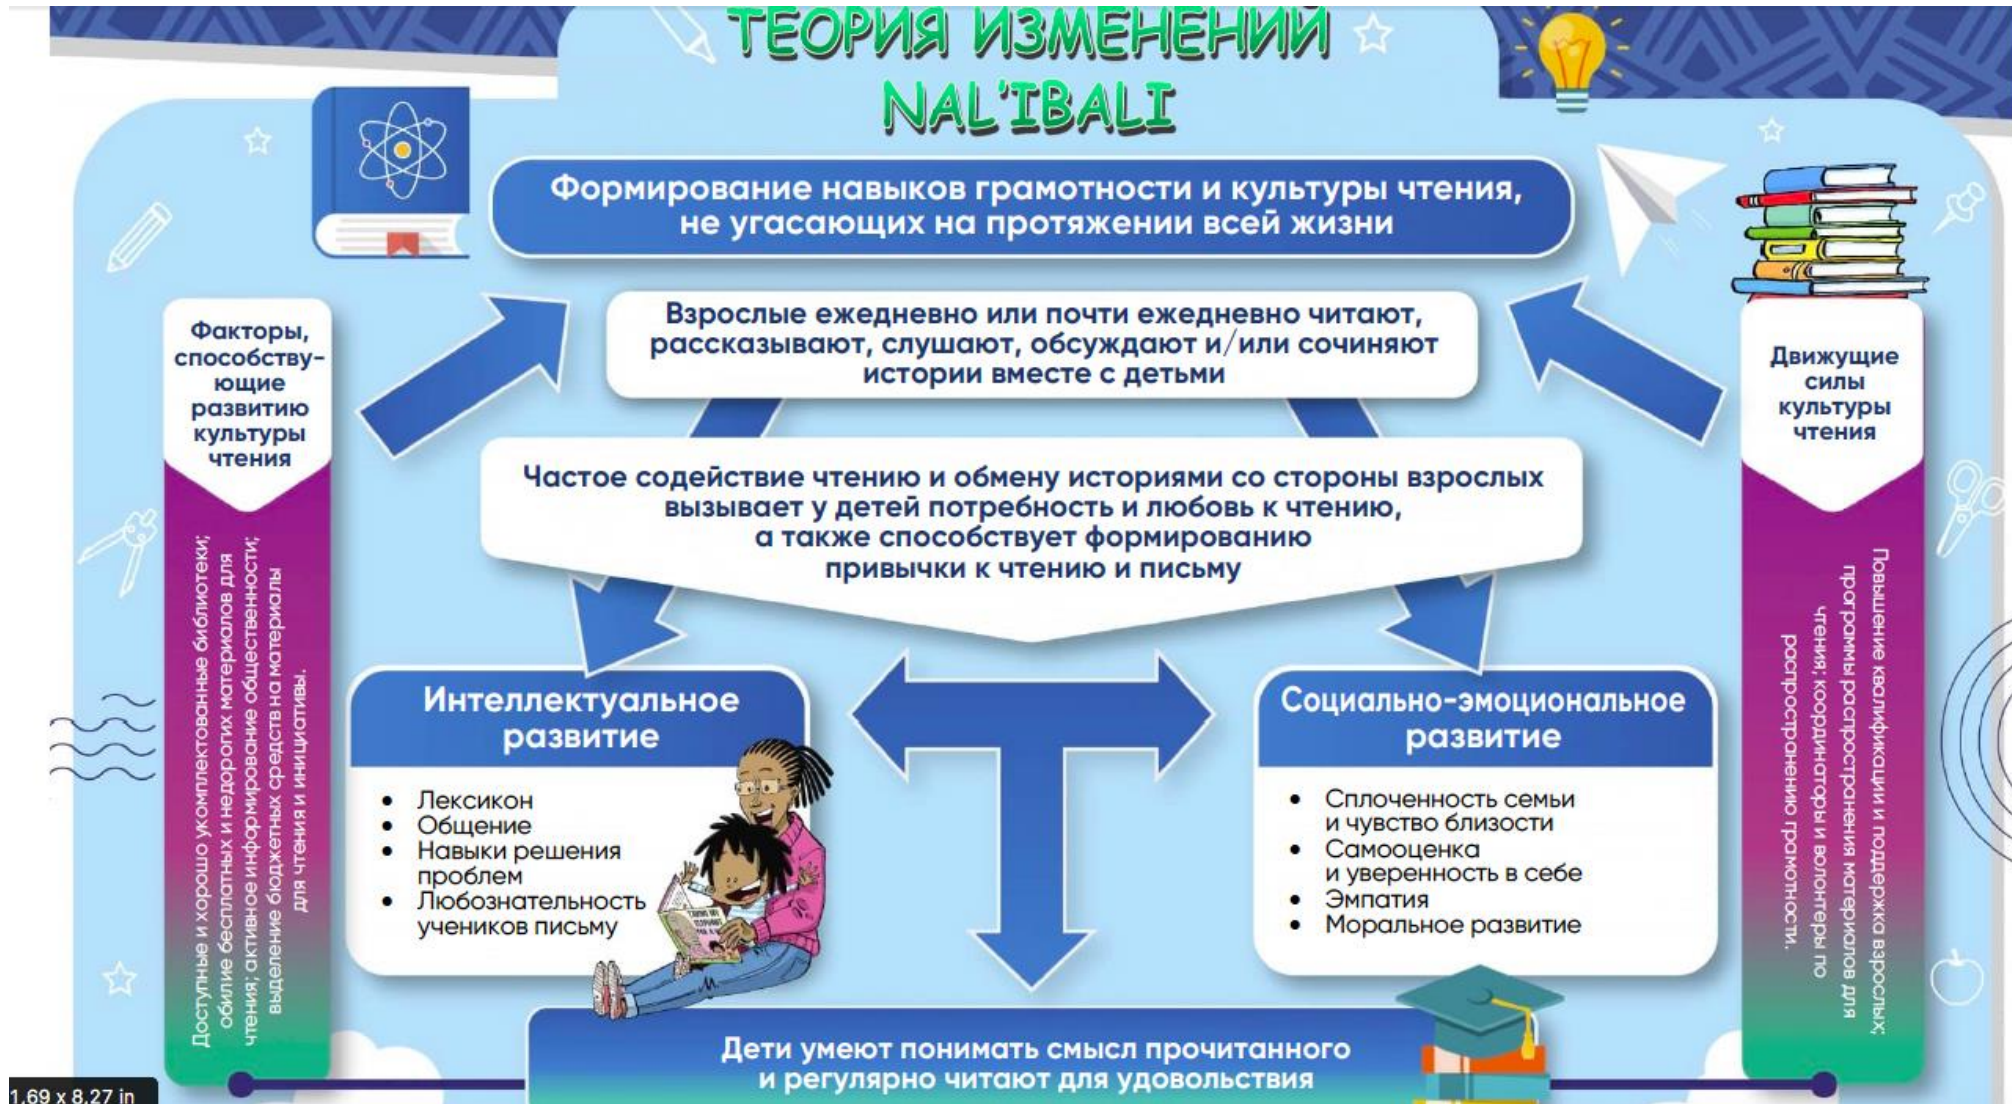 ТЕОРИЯ ИЗМЕНЕНИЙ
NAL'IBALI
Формирование навыков грамотности и культуры чтения,
не угасающих на протяжении всей жизни
Взрослые ежедневно или почти ежедневно читают,
рассказывают, слушают, обсуждают и/или сочиняют
истории вместе с детьми
Факторы,
способству-
ющие
развитию
культуры
чтения
Доступные и хорошо укомплектованные библиотеки;
обилие бесплатных и недорогих материалов для
чтения; активное информирование общественности;
выделение бюджетных средств на материалы
для чтения и инициативы.
Частое содействие чтению и обмену историями со стороны взрослых
вызывает у детей потребность и любовь к чтению,
а также способствует формированию
привычки к чтению и письму
Движущие
силы
культуры
чтения
Повышение квалификации и поддержка взрослых;
программы распространения материалов для
чтения; координаторы и волонтеры по
распространению грамотности.
Интеллектуальное
развитие
• Лексикон
• Общение
• Навыки решения
проблем
• Любознательность
учеников письму
Социально-эмоциональное
развитие
• Сплоченность семьи
и чувство близости
• Самооценка
и уверенность в себе
• Эмпатия
• Моральное развитие
Дети умеют понимать смысл прочитанного
и регулярно читают для удовольствия
1,69 x 8,27 in